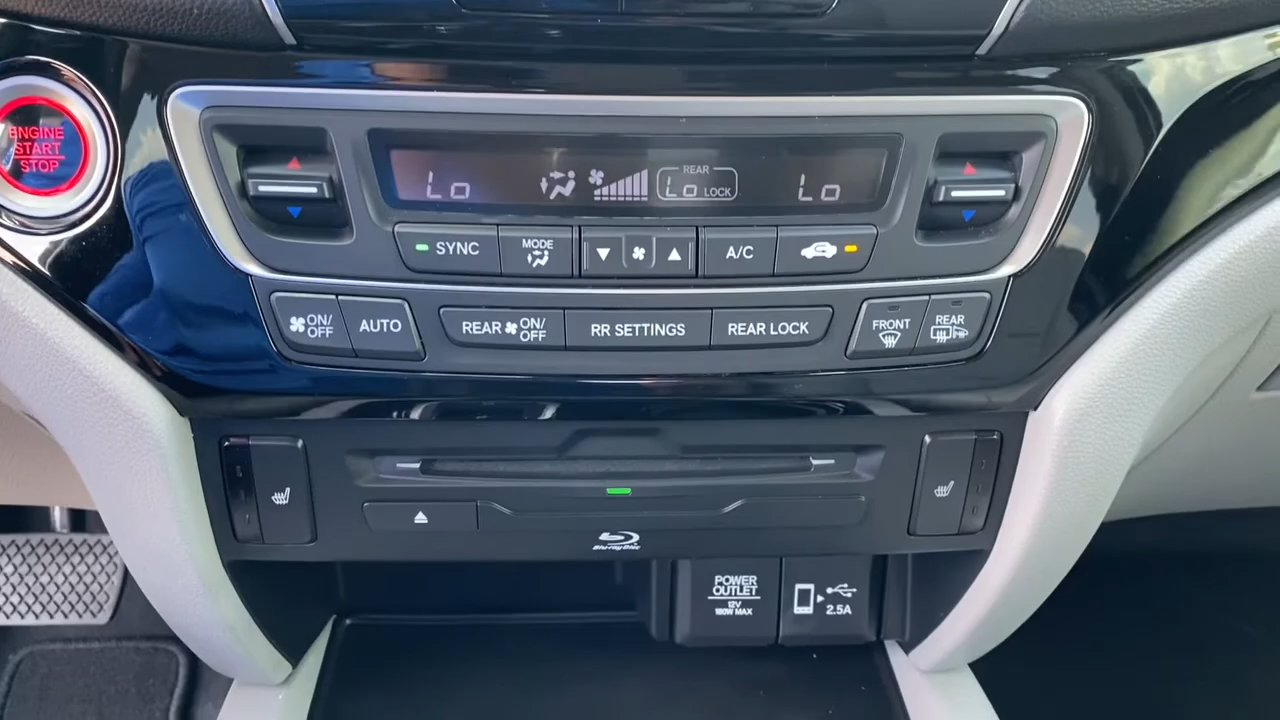 ENGINE
START
STOP
Lo
REAR
Lo LOCK
Lo
SYNC
MODE
A/C
ON/
OFF
AUTO
REAR ON/
OFF
RR SETTINGS
REAR LOCK
FRONT
REAR
Blu-ray Disc
POWER
OUTLET
12V
180W MAX
2.5A